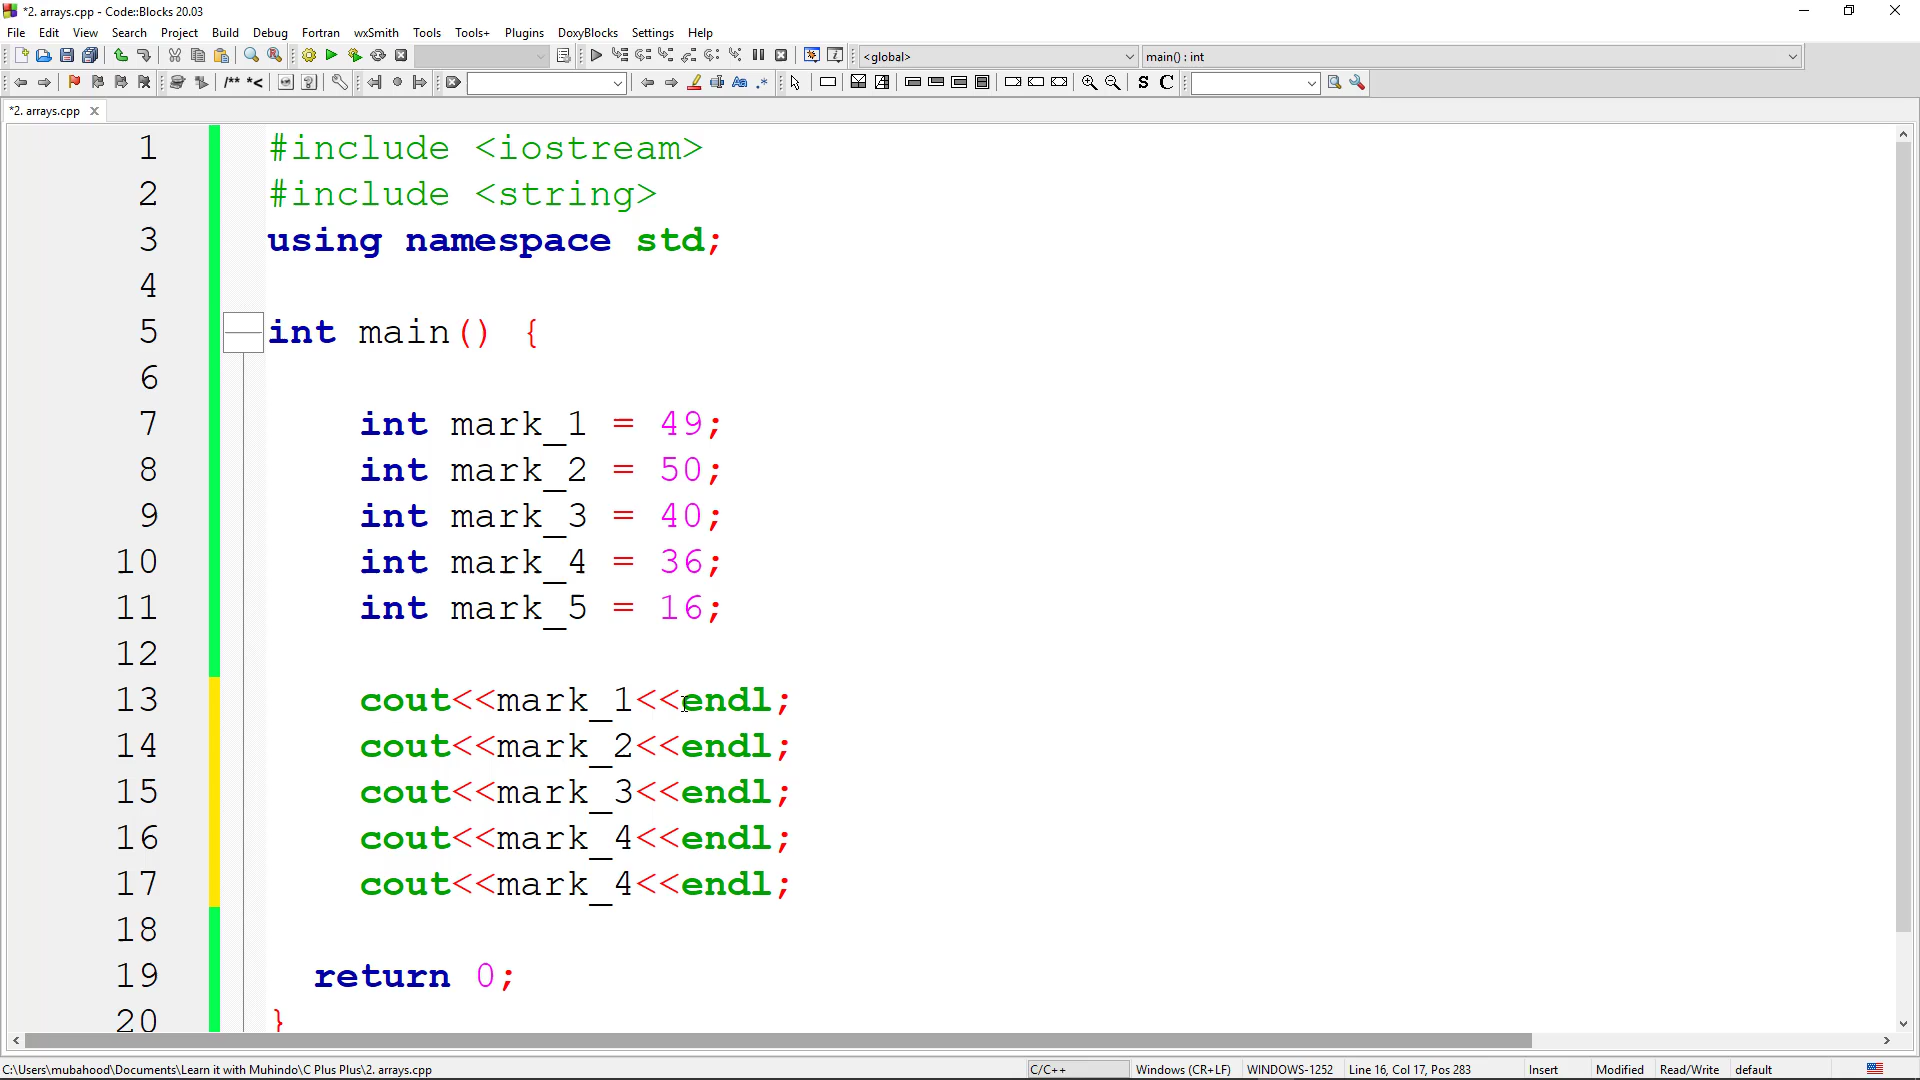 *2. arrays.cpp - Code::Blocks 20.03
File Edit View Search Project Build Debug Fortran wxSmith Tools Tools+ Plugins DoxyBlocks Settings Help
<global> main() : int
/** *< Aa .* S C
*2. arrays.cpp
1 #include <iostream>
2 #include <string>
3 using namespace std;
4
5 int main() {
6
7 int mark_1 = 49;
8 int mark_2 = 50;
9 int mark_3 = 40;
10 int mark_4 = 36;
11 int mark_5 = 16;
12
13 cout<<mark_1<<endl;
14 cout<<mark_2<<endl;
15 cout<<mark_3<<endl;
16 cout<<mark_4<<endl;
17 cout<<mark_4<<endl;
18
19 return 0;
20 }
C:\Users\mubahood\Documents\Learn it with Muhindo\C Plus Plus\2. arrays.cpp C/C++ Windows (CR+LF) WINDOWS-1252 Line 16, Col 17, Pos 283 Insert Modified Read/Write default